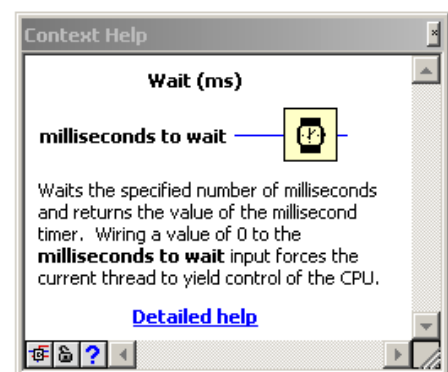 Context Help
Wait (ms)
milliseconds to wait
Waits the specified number of milliseconds
and returns the value of the millisecond
timer. Wiring a value of 0 to the
milliseconds to wait input forces the
current thread to yield control of the CPU.
Detailed help
?